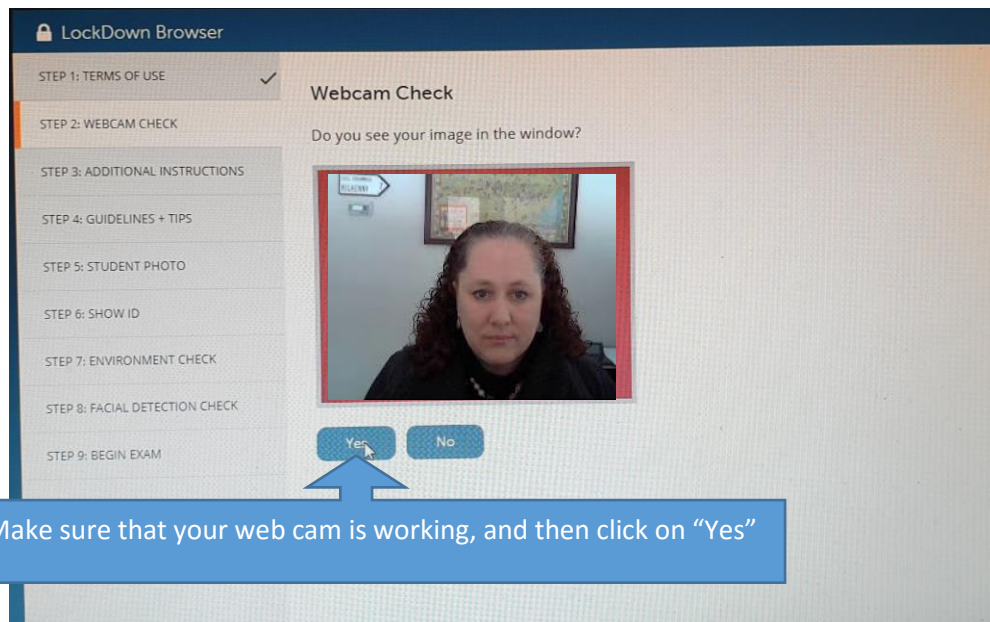 LockDown Browser
STEP 1: TERMS OF USE
STEP 2: WEBCAM CHECK
STEP 3: ADDITIONAL INSTRUCTIONS
STEP 4: GUIDELINES + TIPS
STEP 5: STUDENT PHOTO
STEP 6: SHOW ID
STEP 7: ENVIRONMENT CHECK
STEP 8: FACIAL DETECTION CHECK
STEP 9: BEGIN EXAM
Webcam Check
Do you see your image in the window?
Yes
No
Make sure that your web cam is working, and then click on “Yes”